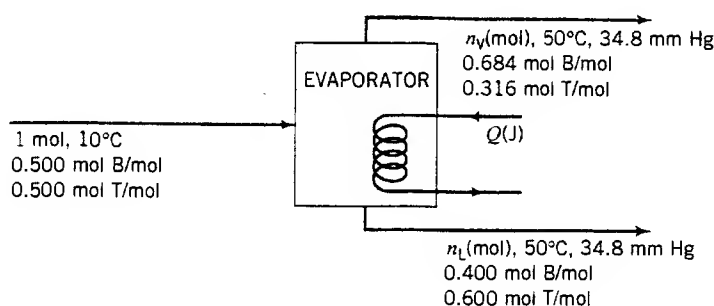 n_V(mol), 50°C, 34.8 mm Hg
0.684 mol B/mol
0.316 mol T/mol
EVAPORATOR
Q(J)
1 mol, 10°C
0.500 mol B/mol
0.500 mol T/mol
n_L(mol), 50°C, 34.8 mm Hg
0.400 mol B/mol
0.600 mol T/mol